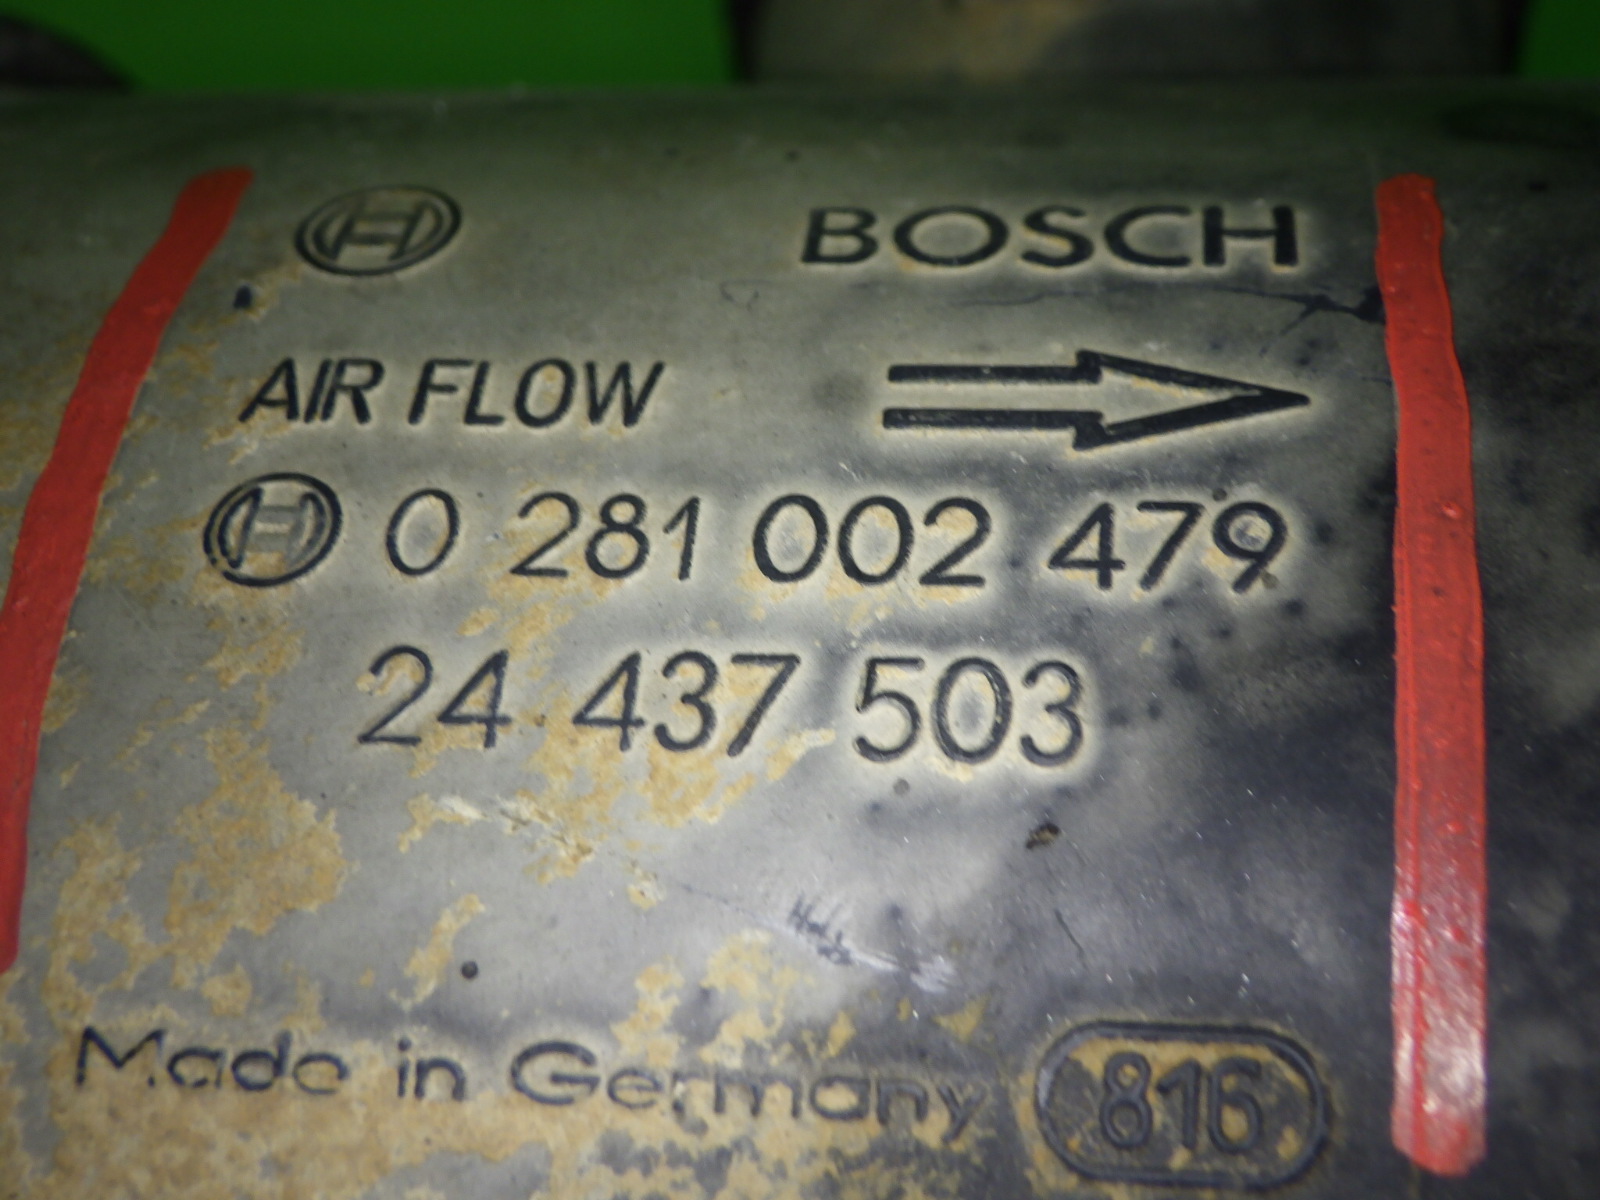 BOSCH
AIR FLOW
0 281 002 479
24 437 503
Made in Germany
816